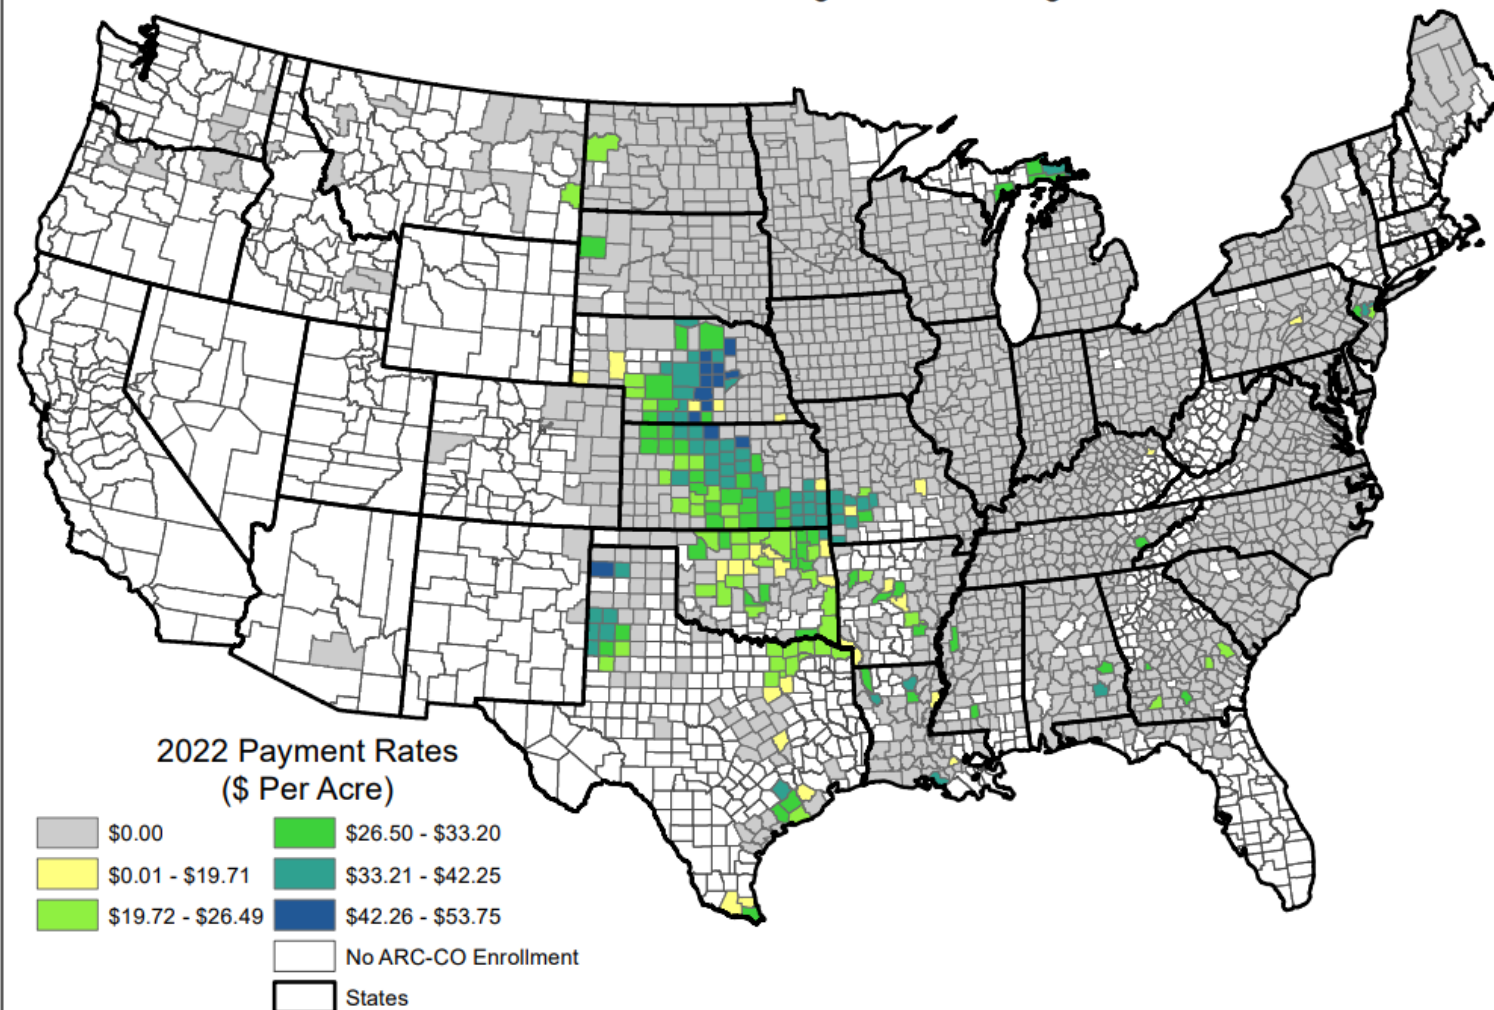 2022 Payment Rates
($ Per Acre)
$0.00
$0.01 - $19.71
$19.72 - $26.49
$26.50 - $33.20
$33.21 - $42.25
$42.26 - $53.75
No ARC-CO Enrollment
States